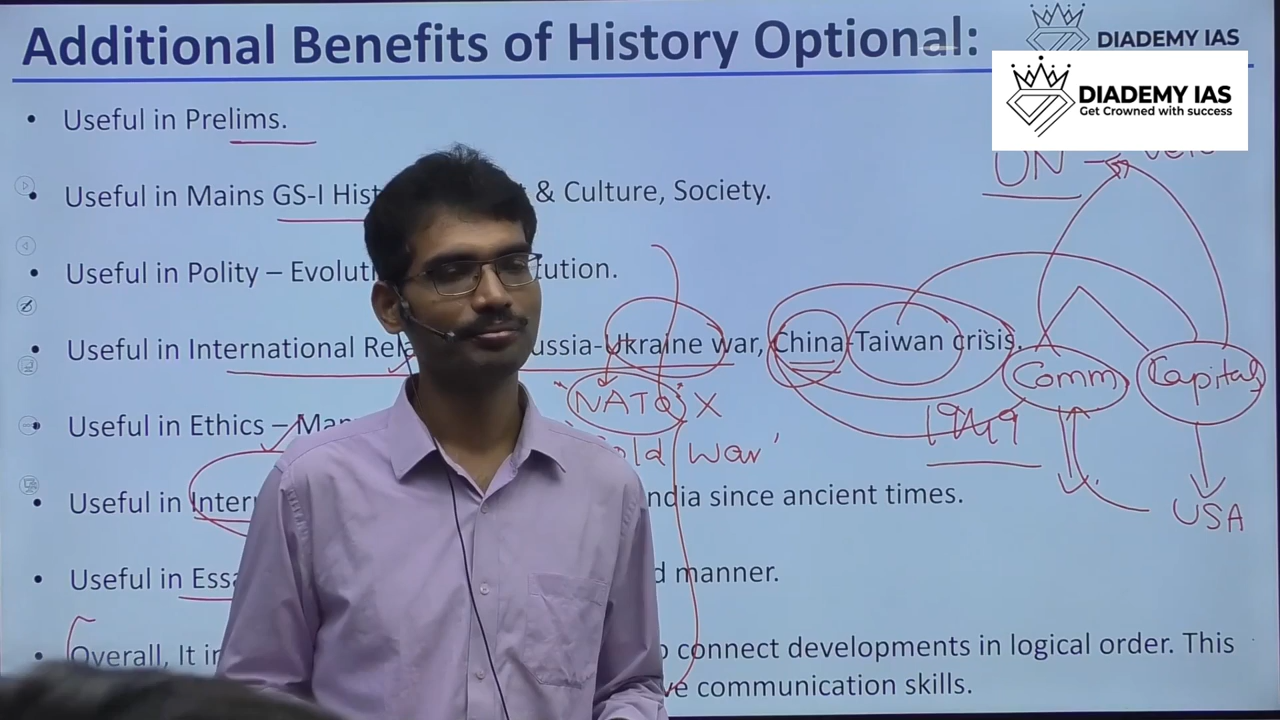 Additional Benefits of History Optional:
DIADEMY IAS
DIADEMY IAS
Get Crowned with success
• Useful in Prelims.
UN
• Useful in Mains GS-I Hist & Culture, Society.
• Useful in Polity – Evoluti tution.
• Useful in International Rela ussia-Ukraine war, China-Taiwan crisis.
Comm Capital
"NATO" X
1949
• Useful in Ethics – Man
old War'
• Useful in Inter ndia since ancient times.
USA
• Useful in Essa d manner.
• Overall, It in o connect developments in logical order. This
ve communication skills.